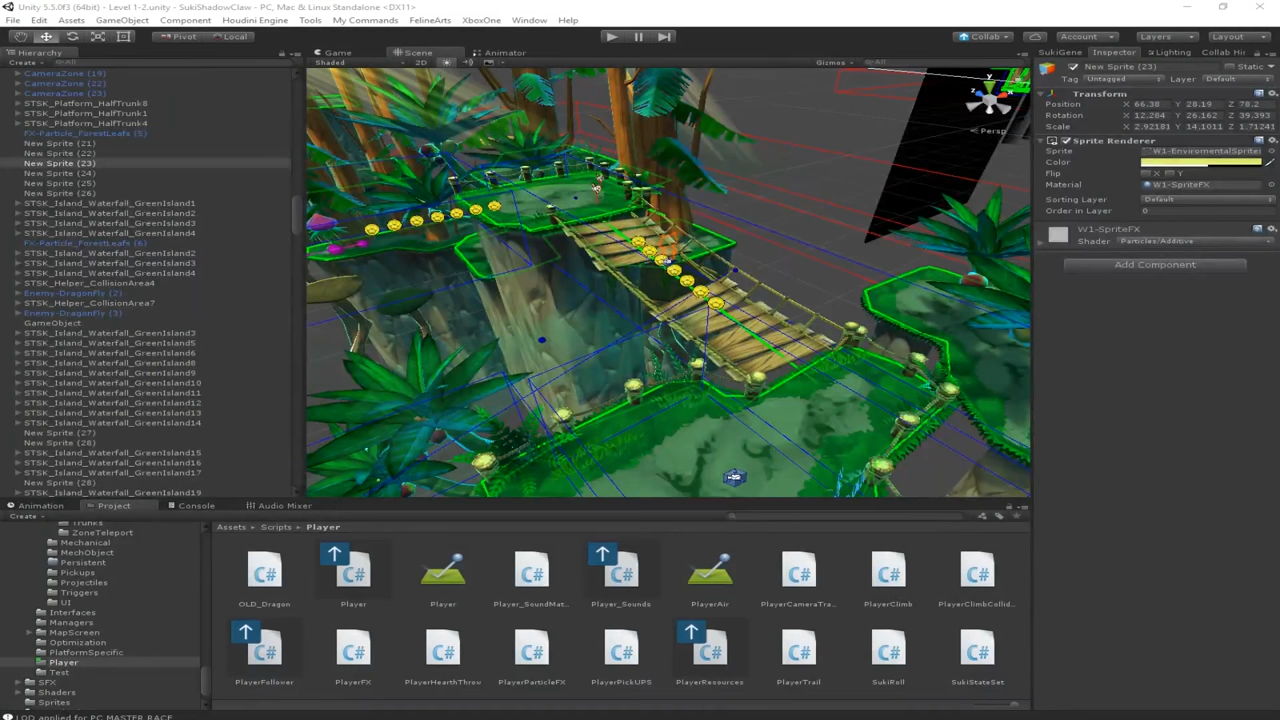 Unity 5.5.0f3 (64bit) - Level 1-2.unity - SukiShadowClaw - PC, Mac & Linux Standalone <DX11>
File Edit Assets GameObject Component Houdini Engine Tools My Commands FelineArts XboxOne Window Help
Pivot Local Collab Account Layers Layout
Hierarchy Game Scene Animator SukiGene Inspector Lighting Collab His
Create All Shaded 2D Gizmos All
CameraZone (19)
CameraZone (22)
CameraZone (23)
STSK_Platform_HalfTrunk8
STSK_Platform_HalfTrunk1
STSK_Platform_HalfTrunk4
FX-Particle_ForestLeafs (5)
New Sprite (21)
New Sprite (22)
New Sprite (23)
New Sprite (24)
New Sprite (25)
New Sprite (26)
STSK_Island_Waterfall_GreenIsland1
STSK_Island_Waterfall_GreenIsland2
STSK_Island_Waterfall_GreenIsland3
STSK_Island_Waterfall_GreenIsland4
FX-Particle_ForestLeafs (6)
STSK_Island_Waterfall_GreenIsland2
STSK_Island_Waterfall_GreenIsland3
STSK_Island_Waterfall_GreenIsland4
STSK_Helper_CollisionArea4
Enemy-DragonFly (2)
STSK_Helper_CollisionArea7
Enemy-DragonFly (3)
GameObject
STSK_Island_Waterfall_GreenIsland3
STSK_Island_Waterfall_GreenIsland5
STSK_Island_Waterfall_GreenIsland6
STSK_Island_Waterfall_GreenIsland8
STSK_Island_Waterfall_GreenIsland9
STSK_Island_Waterfall_GreenIsland10
STSK_Island_Waterfall_GreenIsland11
STSK_Island_Waterfall_GreenIsland12
STSK_Island_Waterfall_GreenIsland13
STSK_Island_Waterfall_GreenIsland14
New Sprite (27)
New Sprite (28)
STSK_Island_Waterfall_GreenIsland15
STSK_Island_Waterfall_GreenIsland16
STSK_Island_Waterfall_GreenIsland17
New Sprite (28)
STSK_Island_Waterfall_GreenIsland19
y
z
Persp
New Sprite (23) Static
Tag Untagged Layer Default
Transform
Position X 66.38 Y 28.19 Z 78.2
Rotation X 12.284 Y 26.162 Z 39.393
Scale X 2.92181 Y 14.1011 Z 1.71241
Sprite Renderer
Sprite W1-EnviromentalSprite
Color
Flip X Y
Material W1-SpriteFX
Sorting Layer Default
Order in Layer 0
W1-SpriteFX
Shader Particles/Additive
Add Component
Animation Project Console Audio Mixer
Create
Trunks
ZoneTeleport
Mechanical
MechObject
Persistent
Pickups
Projectiles
Triggers
UI
Interfaces
Managers
MapScreen
Optimization
PlatformSpecific
Player
Test
SFX
Shaders
Sprites
Assets Scripts Player
C# C# C# C# C# C# C#
OLD_Dragon Player Player Player_SoundMat... Player_Sounds PlayerAir PlayerCameraTra... PlayerClimb PlayerClimbCollid...
C# C# C# C# C# C# C# C# C#
PlayerFollower PlayerFX PlayerHearthThrow PlayerParticleFX PlayerPickUPS PlayerResources PlayerTrail SukiRoll SukiStateSet
LOD applied for PC MASTER RACE